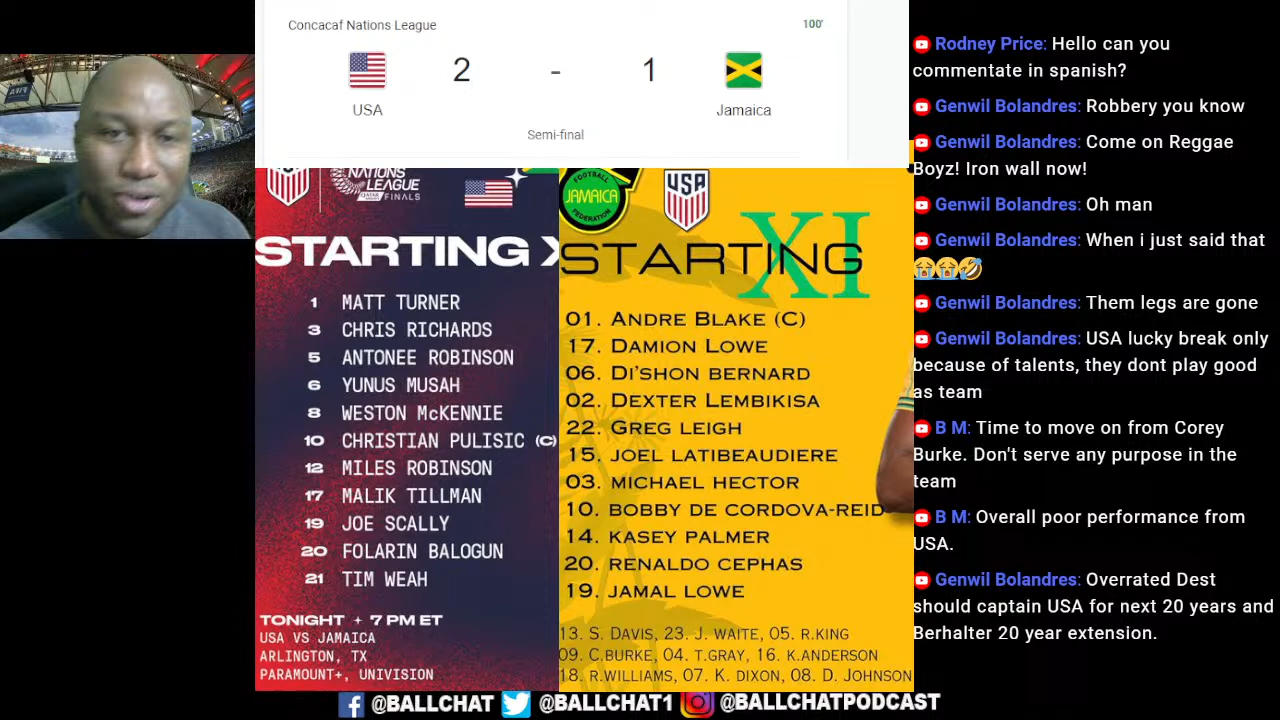 Concacaf Nations League
100'
2 - 1
USA
Jamaica
Semi-final
NATIONS
LEAGUE
FINALS
STARTING X
1 MATT TURNER
3 CHRIS RICHARDS
5 ANTONEE ROBINSON
6 YUNUS MUSAH
8 WESTON McKENNIE
10 CHRISTIAN PULISIC (C)
12 MILES ROBINSON
17 MALIK TILLMAN
19 JOE SCALLY
20 FOLARIN BALOGUN
21 TIM WEAH
TONIGHT + 7 PM ET
USA VS JAMAICA
ARLINGTON, TX
PARAMOUNT+, UNIVISION
FOOTBALL
JAMAICA
FEDERATION
USA
STARTING XI
01. ANDRE BLAKE (C)
17. DAMION LOWE
06. DI'SHON BERNARD
02. DEXTER LEMBIKISA
22. GREG LEIGH
15. JOEL LATIBEAUDIERE
03. MICHAEL HECTOR
10. BOBBY DE CORDOVA-REID
14. KASEY PALMER
20. RENALDO CEPHAS
19. JAMAL LOWE
13. S. DAVIS, 23. J. WAITE, 05. R.KING
09. C.BURKE, 04. T.GRAY, 16. K.ANDERSON
18. R.WILLIAMS, 07. K. DIXON, 08. D. JOHNSON
Rodney Price: Hello can you
commentate in spanish?
Genwil Bolandres: Robbery you know
Genwil Bolandres: Come on Reggae
Boyz! Iron wall now!
Genwil Bolandres: Oh man
Genwil Bolandres: When i just said that
😭😭🤣
Genwil Bolandres: Them legs are gone
Genwil Bolandres: USA lucky break only
because of talents, they dont play good
as team
B M: Time to move on from Corey
Burke. Don't serve any purpose in the
team
B M: Overall poor performance from
USA.
Genwil Bolandres: Overrated Dest
should captain USA for next 20 years and
Berhalter 20 year extension.
@BALLCHAT @BALLCHAT1 @BALLCHATPODCAST